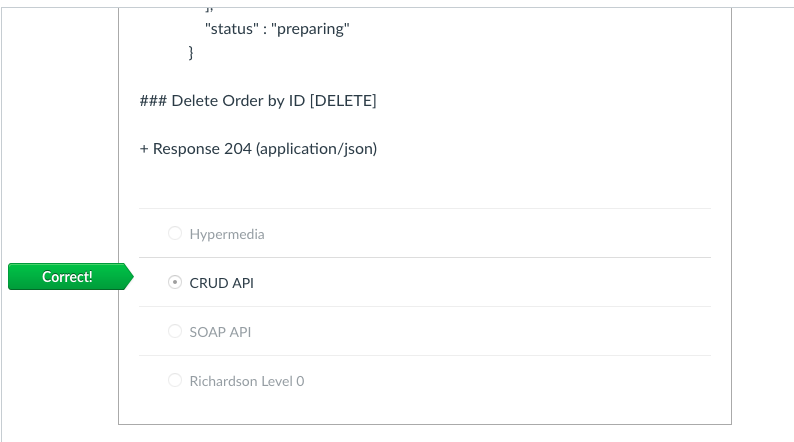 ],
"status" : "preparing"
}
### Delete Order by ID [DELETE]
+ Response 204 (application/json)
Hypermedia
Correct!
CRUD API
SOAP API
Richardson Level 0